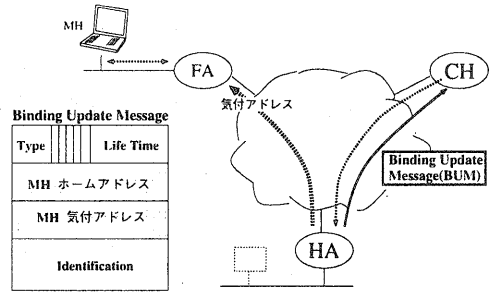 MH
FA
CH
気付アドレス
Binding Update Message
Type Life Time
MH ホームアドレス
MH 気付アドレス
Identification
Binding Update
Message(BUM)
HA